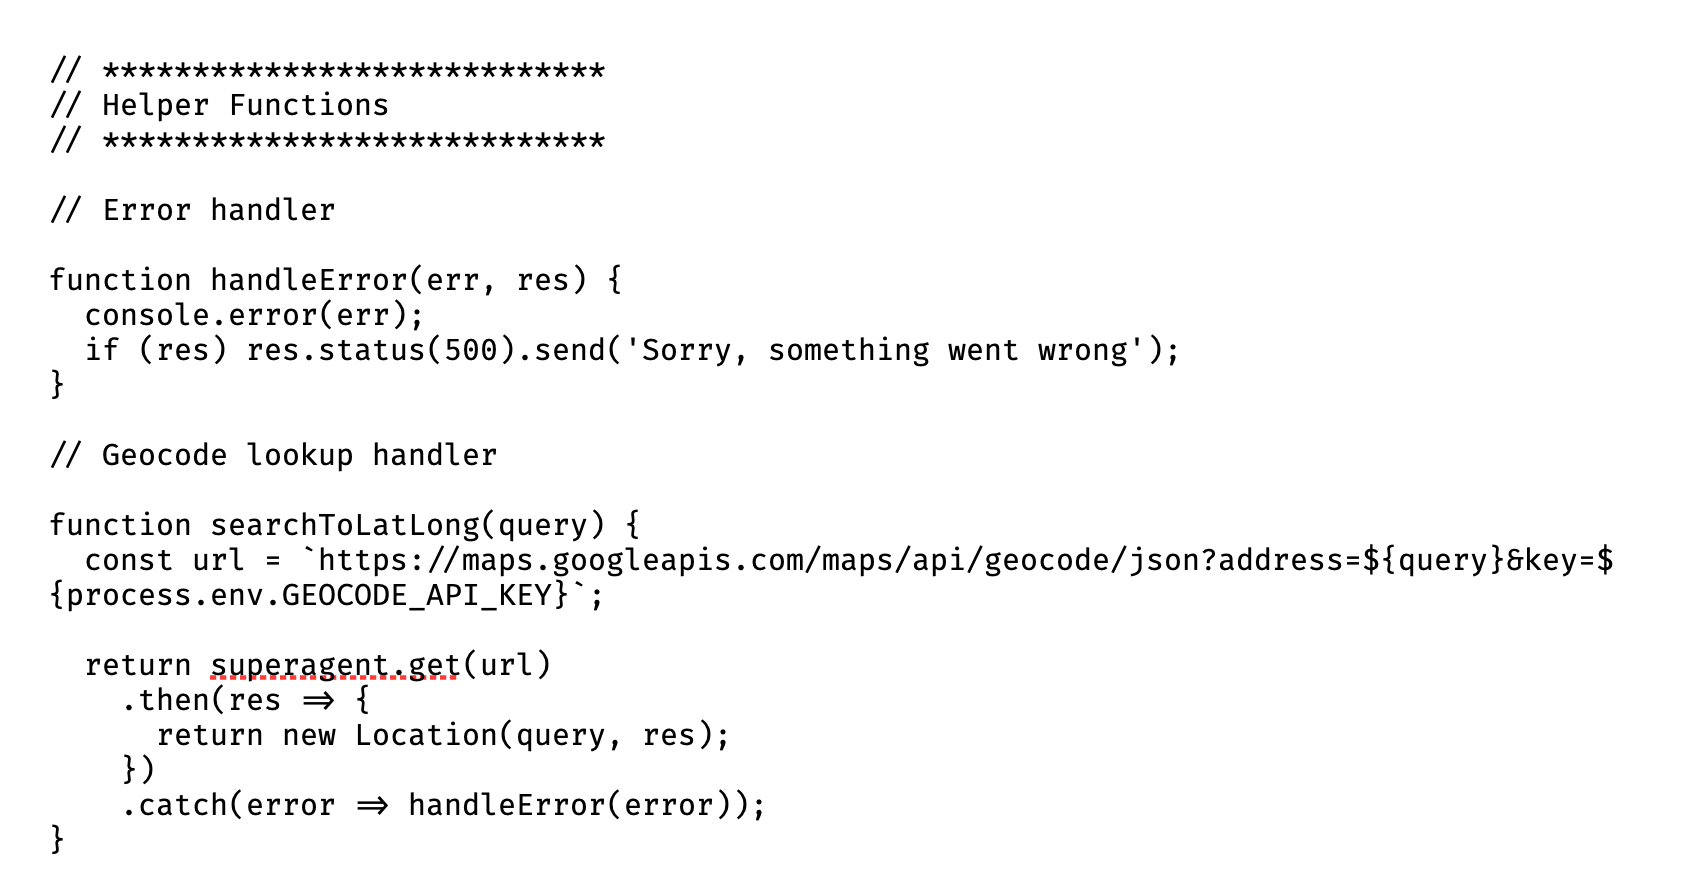 // ****************************
// Helper Functions
// ****************************
// Error handler
function handleError(err, res) {
  console.error(err);
  if (res) res.status(500).send('Sorry, something went wrong');
}
// Geocode lookup handler
function searchToLatLong(query) {
  const url = `https://maps.googleapis.com/maps/api/geocode/json?address=${query}&key=$
{process.env.GEOCODE_API_KEY}`;
  return superagent.get(url)
    .then(res => {
      return new Location(query, res);
    })
    .catch(error => handleError(error));
}